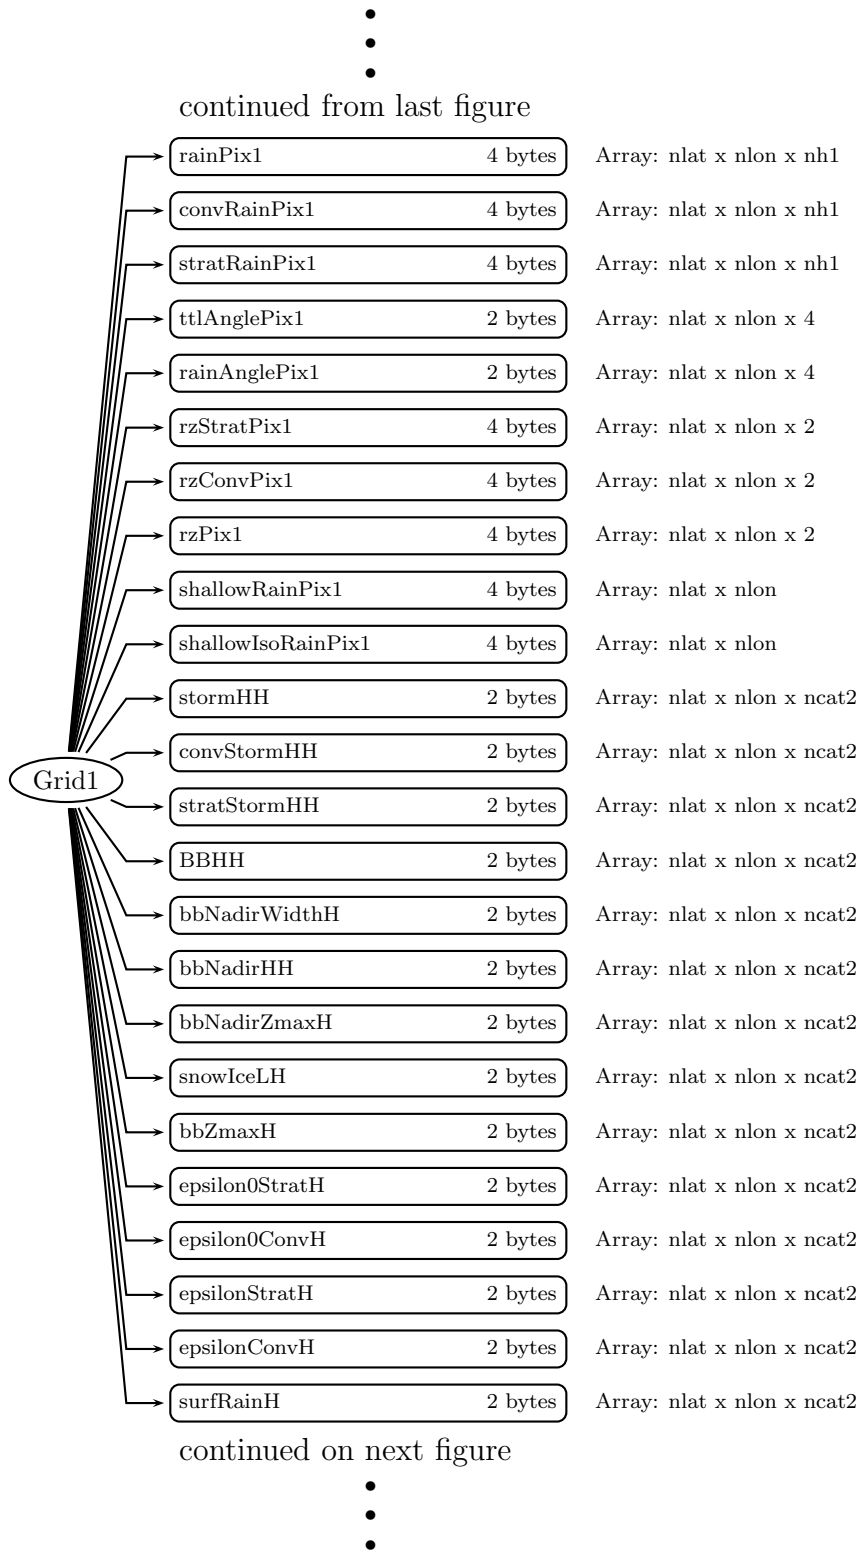 continued from last figure
rainPix1 4 bytes Array: nlat x nlon x nh1
convRainPix1 4 bytes Array: nlat x nlon x nh1
stratRainPix1 4 bytes Array: nlat x nlon x nh1
ttlAnglePix1 2 bytes Array: nlat x nlon x 4
rainAnglePix1 2 bytes Array: nlat x nlon x 4
rzStratPix1 4 bytes Array: nlat x nlon x 2
rzConvPix1 4 bytes Array: nlat x nlon x 2
rzPix1 4 bytes Array: nlat x nlon x 2
shallowRainPix1 4 bytes Array: nlat x nlon
shallowIsoRainPix1 4 bytes Array: nlat x nlon
stormHH 2 bytes Array: nlat x nlon x ncat2
convStormHH 2 bytes Array: nlat x nlon x ncat2
Grid1
stratStormHH 2 bytes Array: nlat x nlon x ncat2
BBHH 2 bytes Array: nlat x nlon x ncat2
bbNadirWidthH 2 bytes Array: nlat x nlon x ncat2
bbNadirHH 2 bytes Array: nlat x nlon x ncat2
bbNadirZmaxH 2 bytes Array: nlat x nlon x ncat2
snowIceLH 2 bytes Array: nlat x nlon x ncat2
bbZmaxH 2 bytes Array: nlat x nlon x ncat2
epsilon0StratH 2 bytes Array: nlat x nlon x ncat2
epsilon0ConvH 2 bytes Array: nlat x nlon x ncat2
epsilonStratH 2 bytes Array: nlat x nlon x ncat2
epsilonConvH 2 bytes Array: nlat x nlon x ncat2
surfRainH 2 bytes Array: nlat x nlon x ncat2
continued on next figure